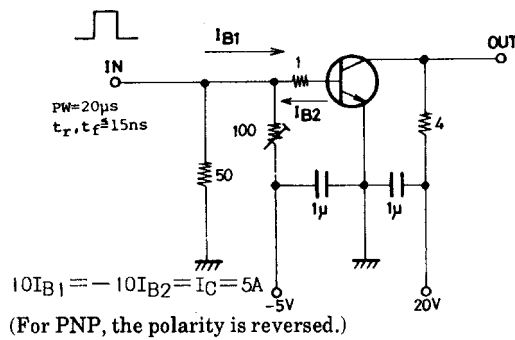 IB1
OUT
IN
1
IB2
PW=20μs
tr,tf≦15ns
100
4
50
1μ
1μ
10IB1=−10IB2=IC=5A
-5V
20V
(For PNP, the polarity is reversed.)